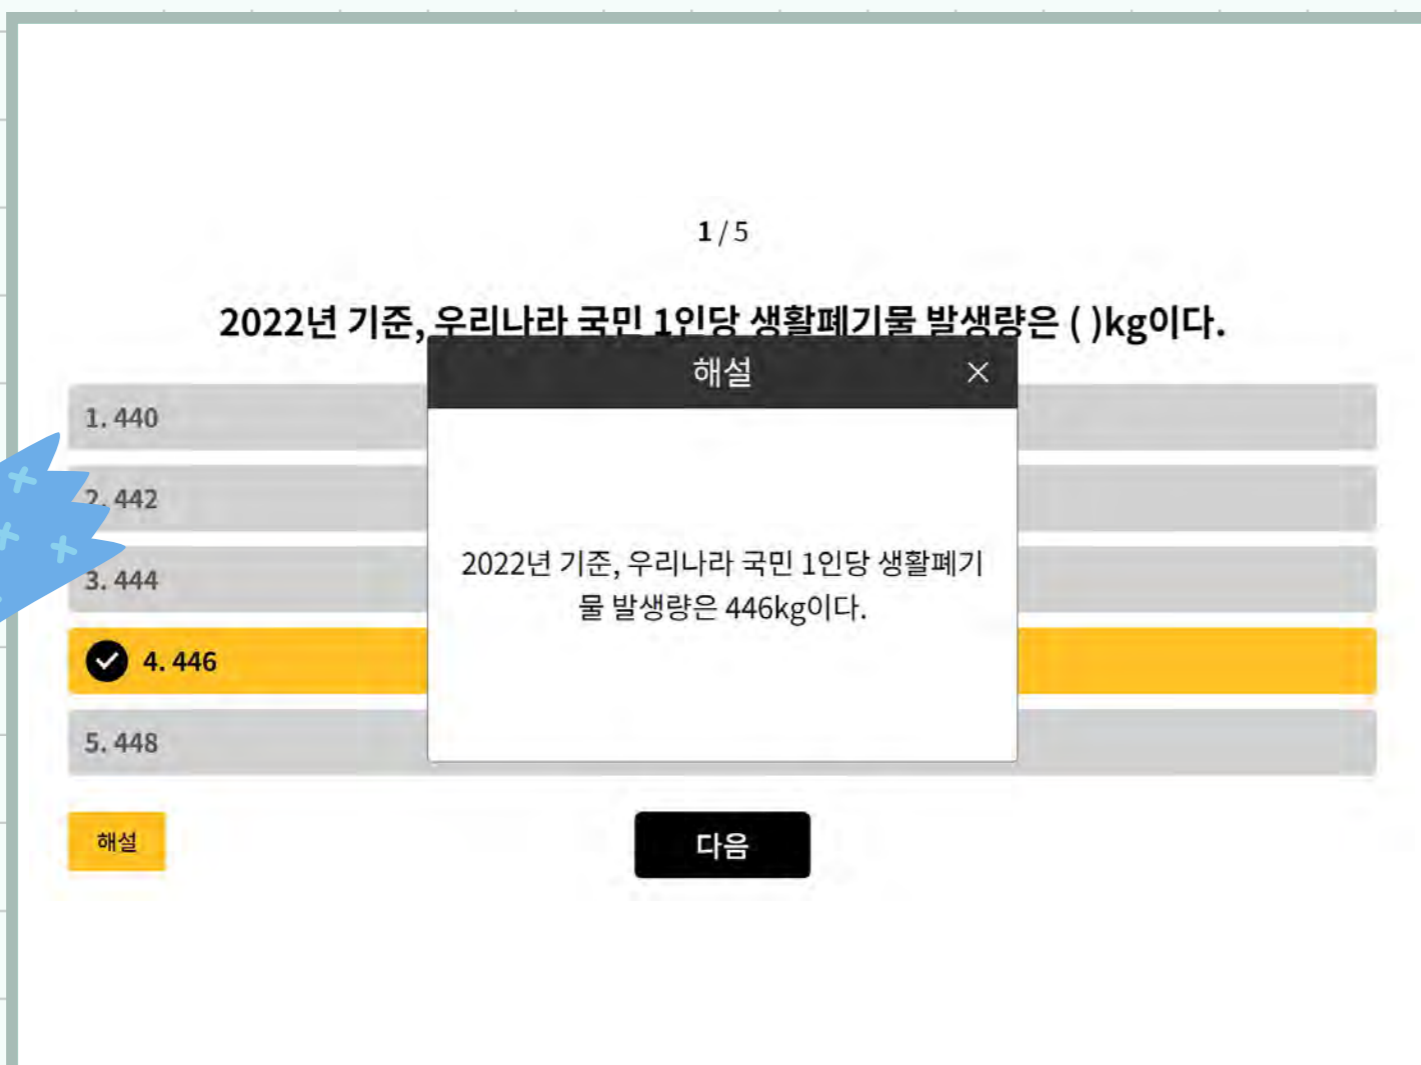 1 / 5
2022년 기준, 우리나라 국민 1인당 생활폐기물 발생량은 ( )kg이다.
해설
1. 440
2. 442
3. 444
4. 446
5. 448
2022년 기준, 우리나라 국민 1인당 생활폐기
물 발생량은 446kg이다.
해설
다음